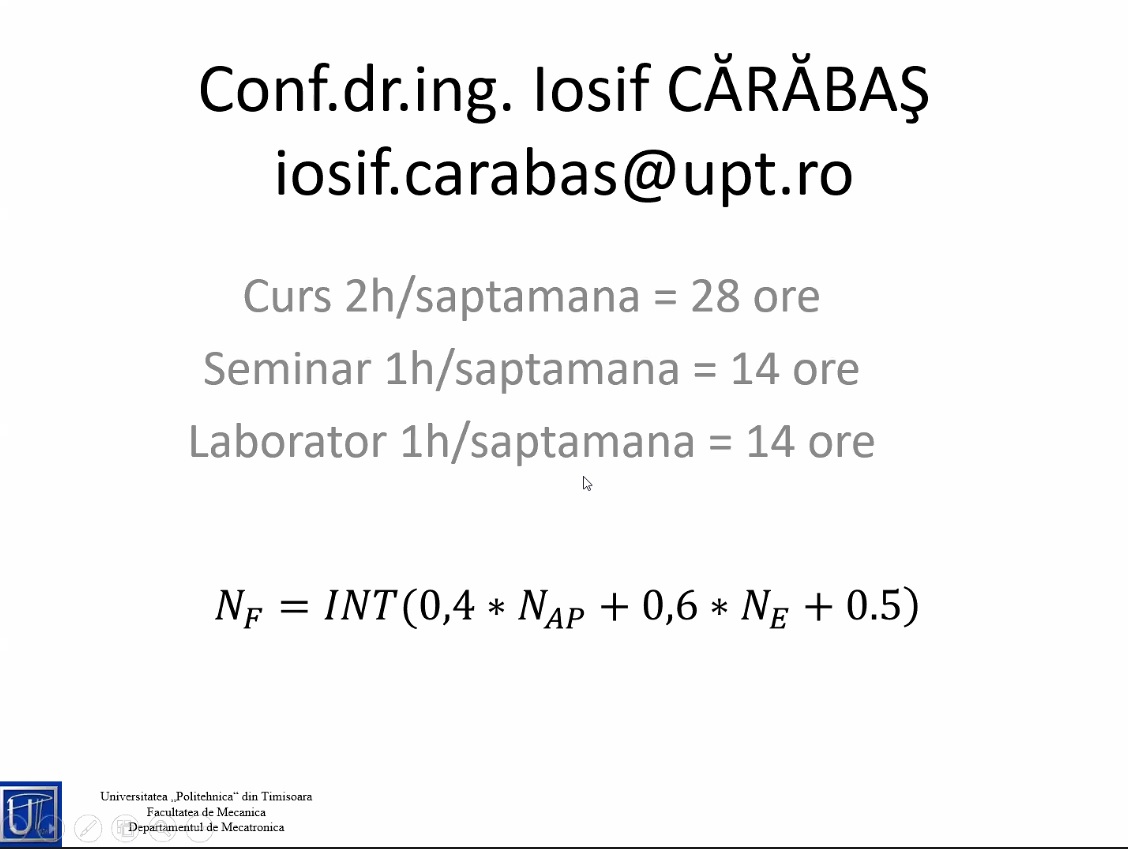 Conf.dr.ing. Iosif CĂRĂBAŞ
iosif.carabas@upt.ro
Curs 2h/saptamana = 28 ore
Seminar 1h/saptamana = 14 ore
Laborator 1h/saptamana = 14 ore
N_F = INT(0,4 * N_AP + 0,6 * N_E + 0.5)
Universitatea „Politehnica“ din Timisoara
Facultatea de Mecanica
Departamentul de Mecatronica